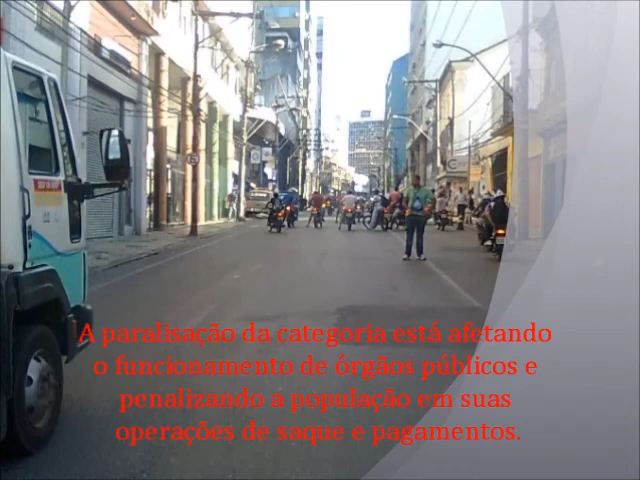 A paralisação da categoria está afetando
o funcionamento de órgãos públicos e
penalizando a população em suas
operações de saque e pagamentos.